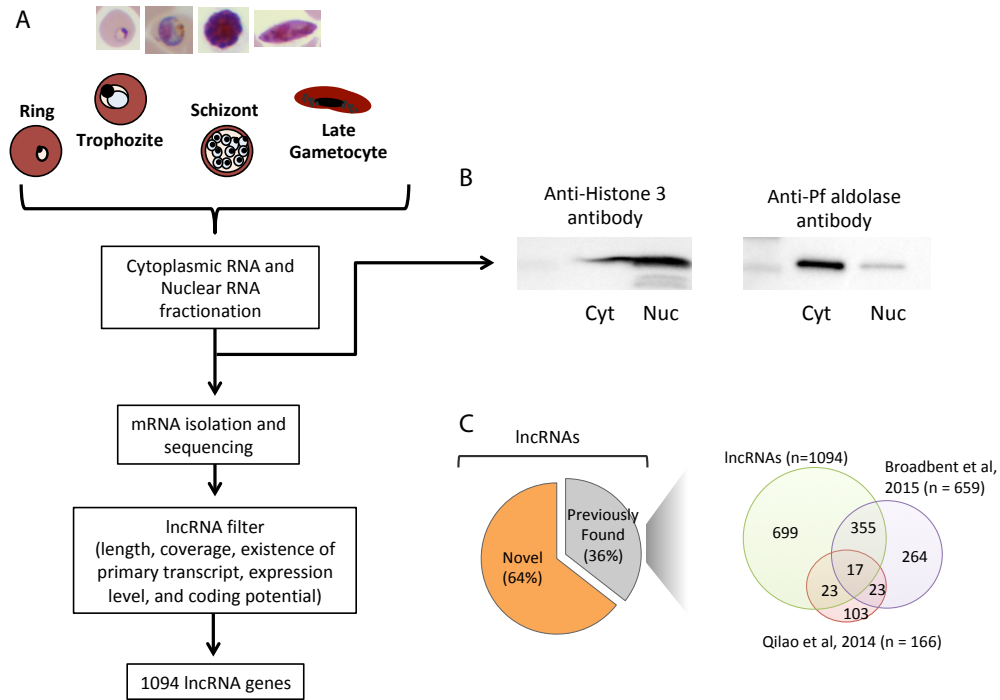 A
Ring
Trophozite
Schizont
Late
Gametocyte
Cytoplasmic RNA and
Nuclear RNA
fractionation
mRNA isolation and
sequencing
lncRNA filter
(length, coverage, existence of
primary transcript, expression
level, and coding potential)
1094 lncRNA genes
B
Anti-Histone 3
antibody
Cyt Nuc
Anti-Pf aldolase
antibody
Cyt Nuc
C
lncRNAs
Novel
(64%)
Previously
Found
(36%)
lncRNAs (n=1094)
Broadbent et al,
2015 (n = 659)
699
355
264
17
23
23
103
Qilao et al, 2014 (n = 166)